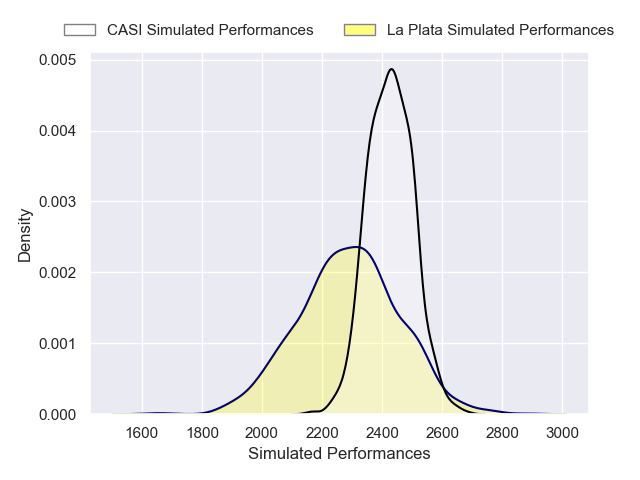 CASI Simulated Performances
La Plata Simulated Performances
0.005
0.004
0.003
0.002
0.001
0.000
Density
1600 1800 2000 2200 2400 2600 2800 3000
Simulated Performances